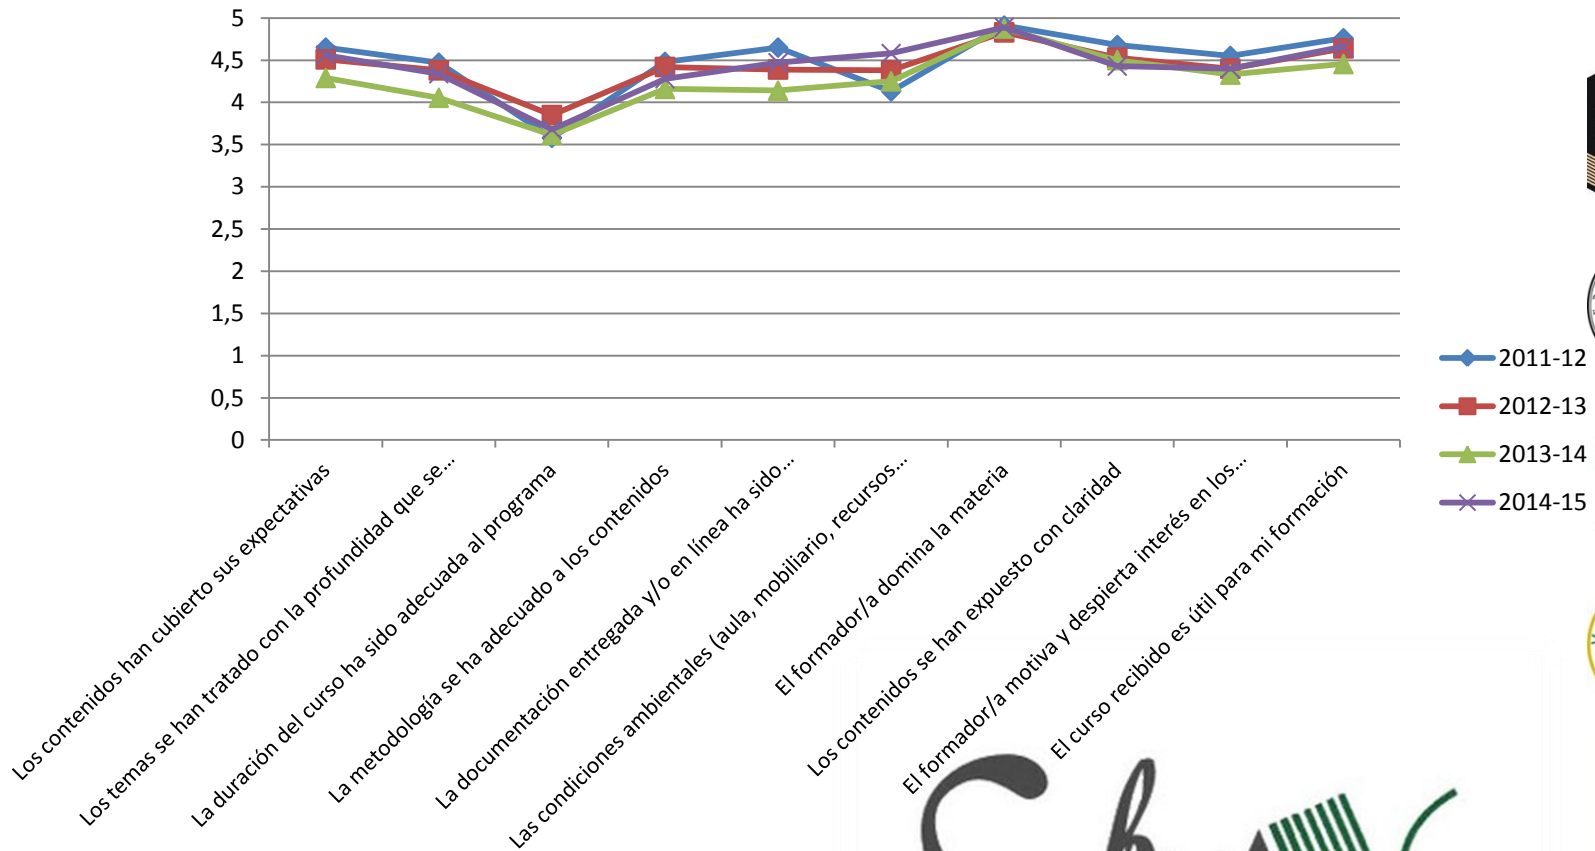 5
4,5
4
3,5
3
2,5
2
1,5
1
0,5
0
Los contenidos han cubierto sus expectativas
Los temas se han tratado con la profundidad que se...
La duración del curso ha sido adecuada al programa
La metodología se ha adecuado a los contenidos
La documentación entregada y/o en línea ha sido...
Las condiciones ambientales (aula, mobiliario, recursos...
El formador/a domina la materia
Los contenidos se han expuesto con claridad
El formador/a motiva y despierta interés en los...
El curso recibido es útil para mi formación
2011-12
2012-13
2013-14
2014-15